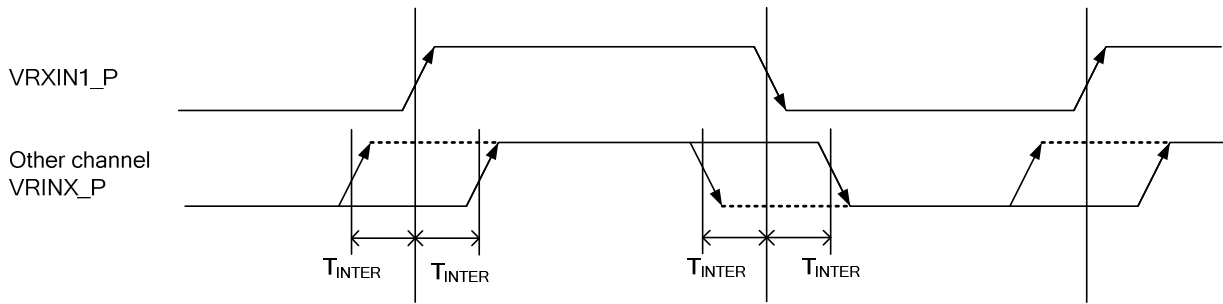 VRXIN1_P
Other channel
VRINX_P
TINTER
TINTER
TINTER
TINTER